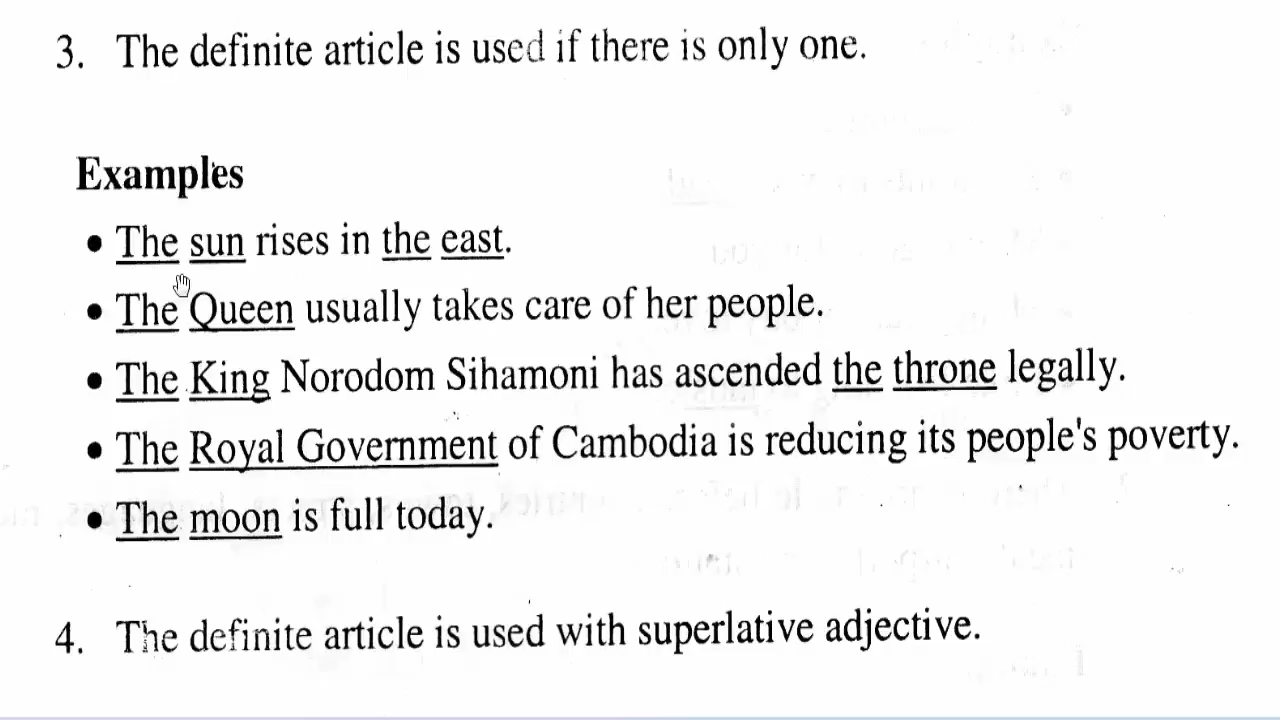 3. The definite article is used if there is only one.
Examples
• The sun rises in the east.
• The Queen usually takes care of her people.
• The King Norodom Sihamoni has ascended the throne legally.
• The Royal Government of Cambodia is reducing its people's poverty.
• The moon is full today.
4. The definite article is used with superlative adjective.